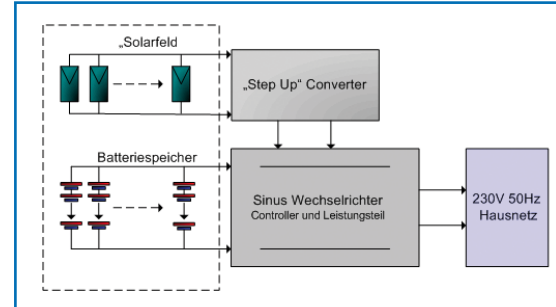 „Solarfeld
„Step Up“ Converter
Batteriespeicher
Sinus Wechselrichter
Controller und Leistungsteil
230V 50Hz
Hausnetz